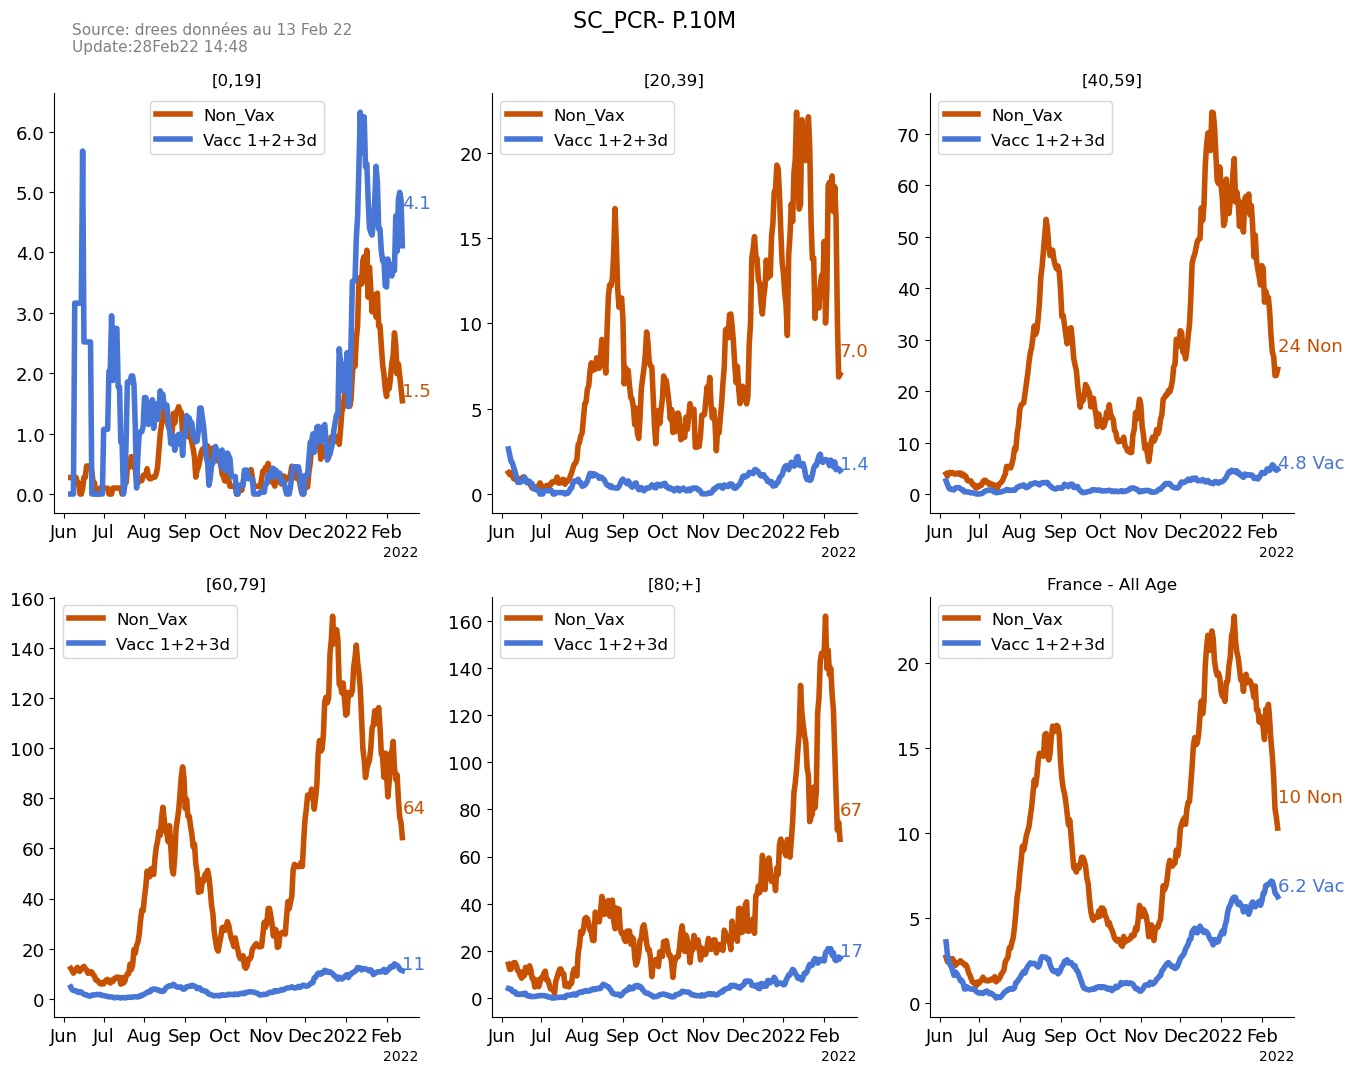 SC_PCR- P.10M
Source: drees données au 13 Feb 22
Update:28Feb22 14:48
[0,19]
Non_Vax
Vacc 1+2+3d
6.0
5.0
4.0
3.0
2.0
1.0
0.0
4.1
1.5
Jun Jul Aug Sep Oct Nov Dec 2022 Feb
2022
[20,39]
Non_Vax
Vacc 1+2+3d
20
15
10
5
0
7.0
1.4
Jun Jul Aug Sep Oct Nov Dec 2022 Feb
2022
[40,59]
Non_Vax
Vacc 1+2+3d
70
60
50
40
30
20
10
0
24 Non
4.8 Vac
Jun Jul Aug Sep Oct Nov Dec 2022 Feb
2022
[60,79]
Non_Vax
Vacc 1+2+3d
160
140
120
100
80
60
40
20
0
64
11
Jun Jul Aug Sep Oct Nov Dec 2022 Feb
2022
[80;+]
Non_Vax
Vacc 1+2+3d
160
140
120
100
80
60
40
20
0
67
17
Jun Jul Aug Sep Oct Nov Dec 2022 Feb
2022
France - All Age
Non_Vax
Vacc 1+2+3d
20
15
10
5
0
10 Non
6.2 Vac
Jun Jul Aug Sep Oct Nov Dec 2022 Feb
2022